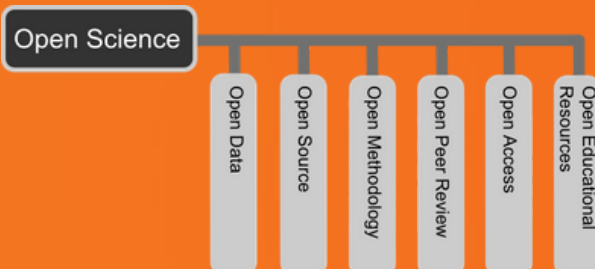 Open Science
Open Data
Open Source
Open Methodology
Open Peer Review
Open Access
Open Educational
Resources